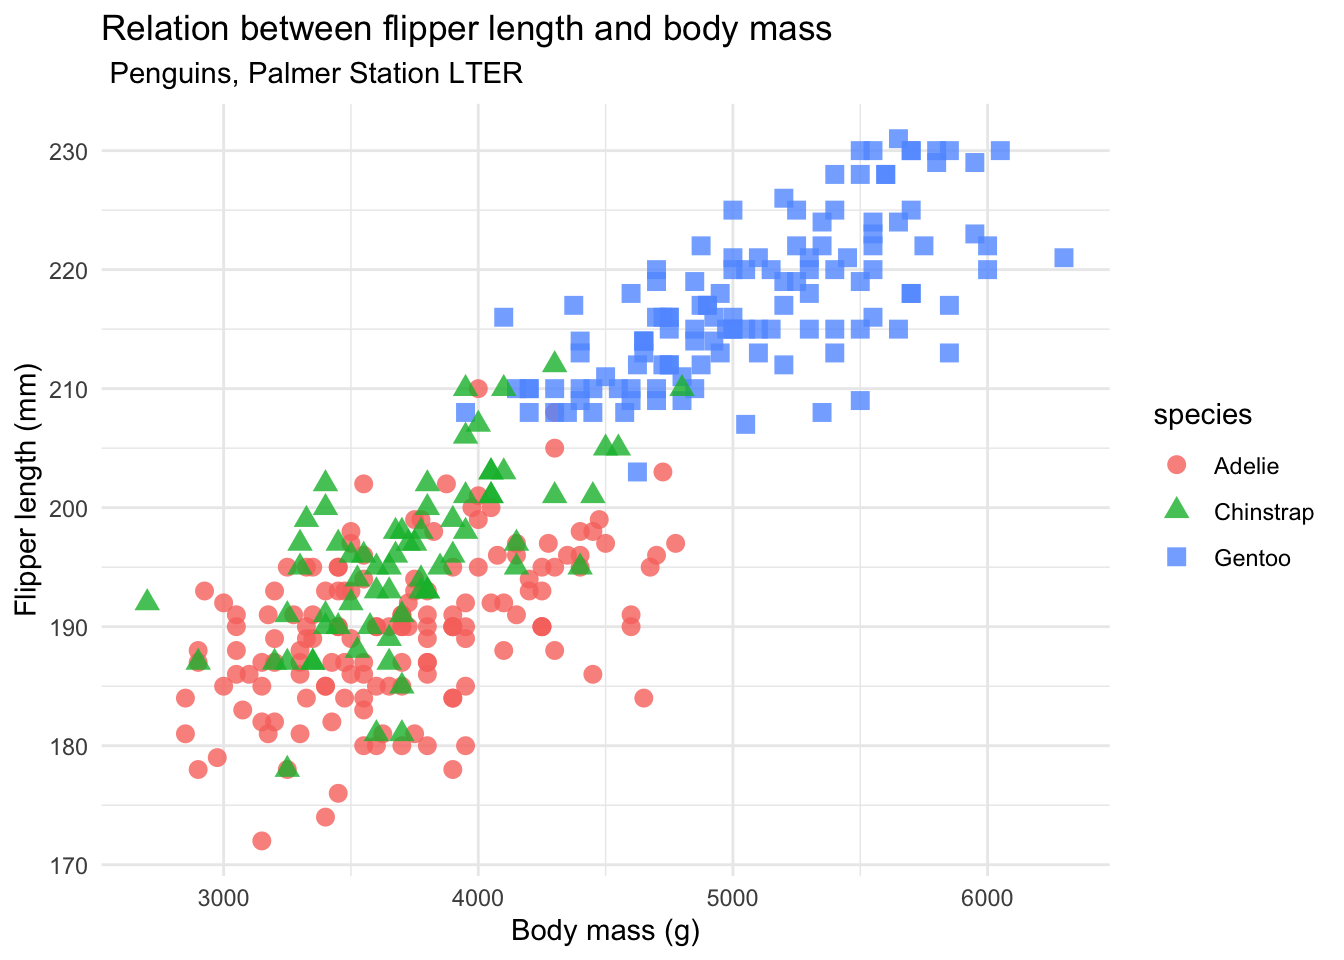 Relation between flipper length and body mass
Penguins, Palmer Station LTER
230
220
210
200
190
180
170
Flipper length (mm)
3000 4000 5000 6000
Body mass (g)
species
Adelie
Chinstrap
Gentoo